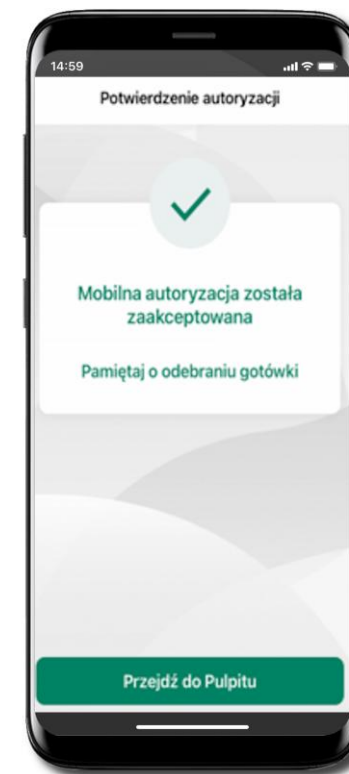 14:59
Potwierdzenie autoryzacji
Mobilna autoryzacja została
zaakceptowana
Pamiętaj o odebraniu gotówki
Przejdź do Pulpitu